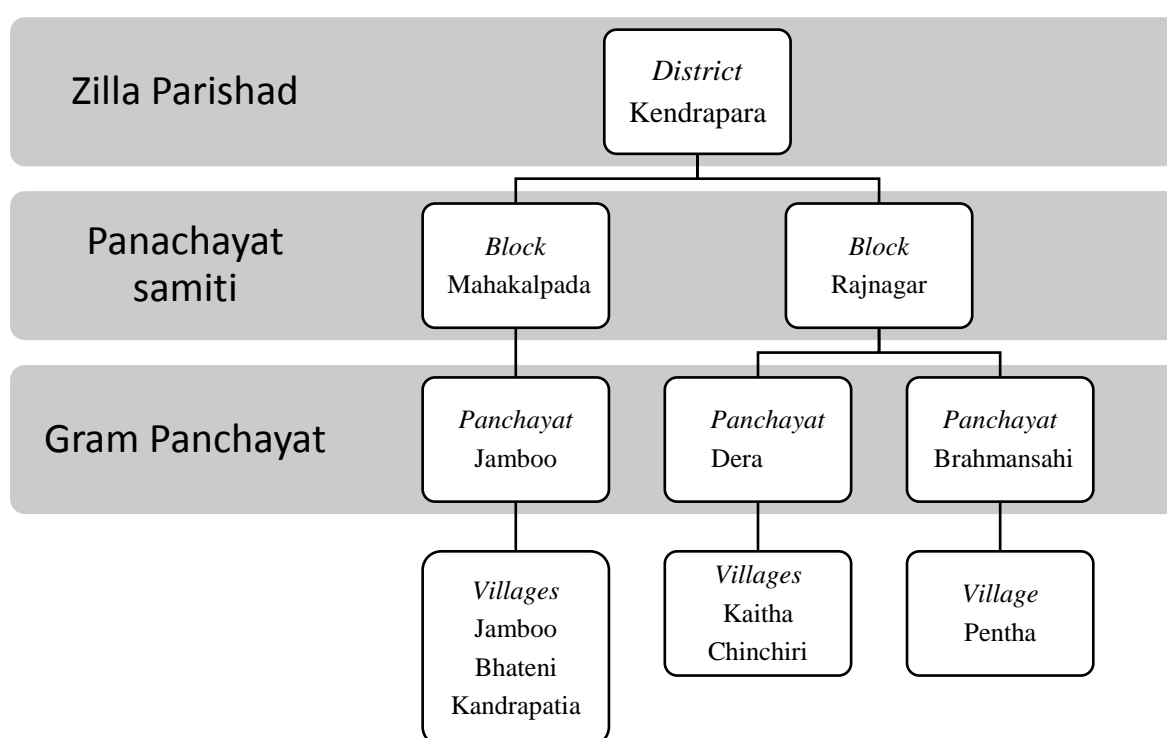 Zilla Parishad
District
Kendrapara
Panachayat
samiti
Block
Mahakalpada
Block
Rajnagar
Gram Panchayat
Panchayat
Jamboo
Panchayat
Dera
Panchayat
Brahmansahi
Villages
Jamboo
Bhateni
Kandrapatia
Villages
Kaitha
Chinchiri
Village
Pentha